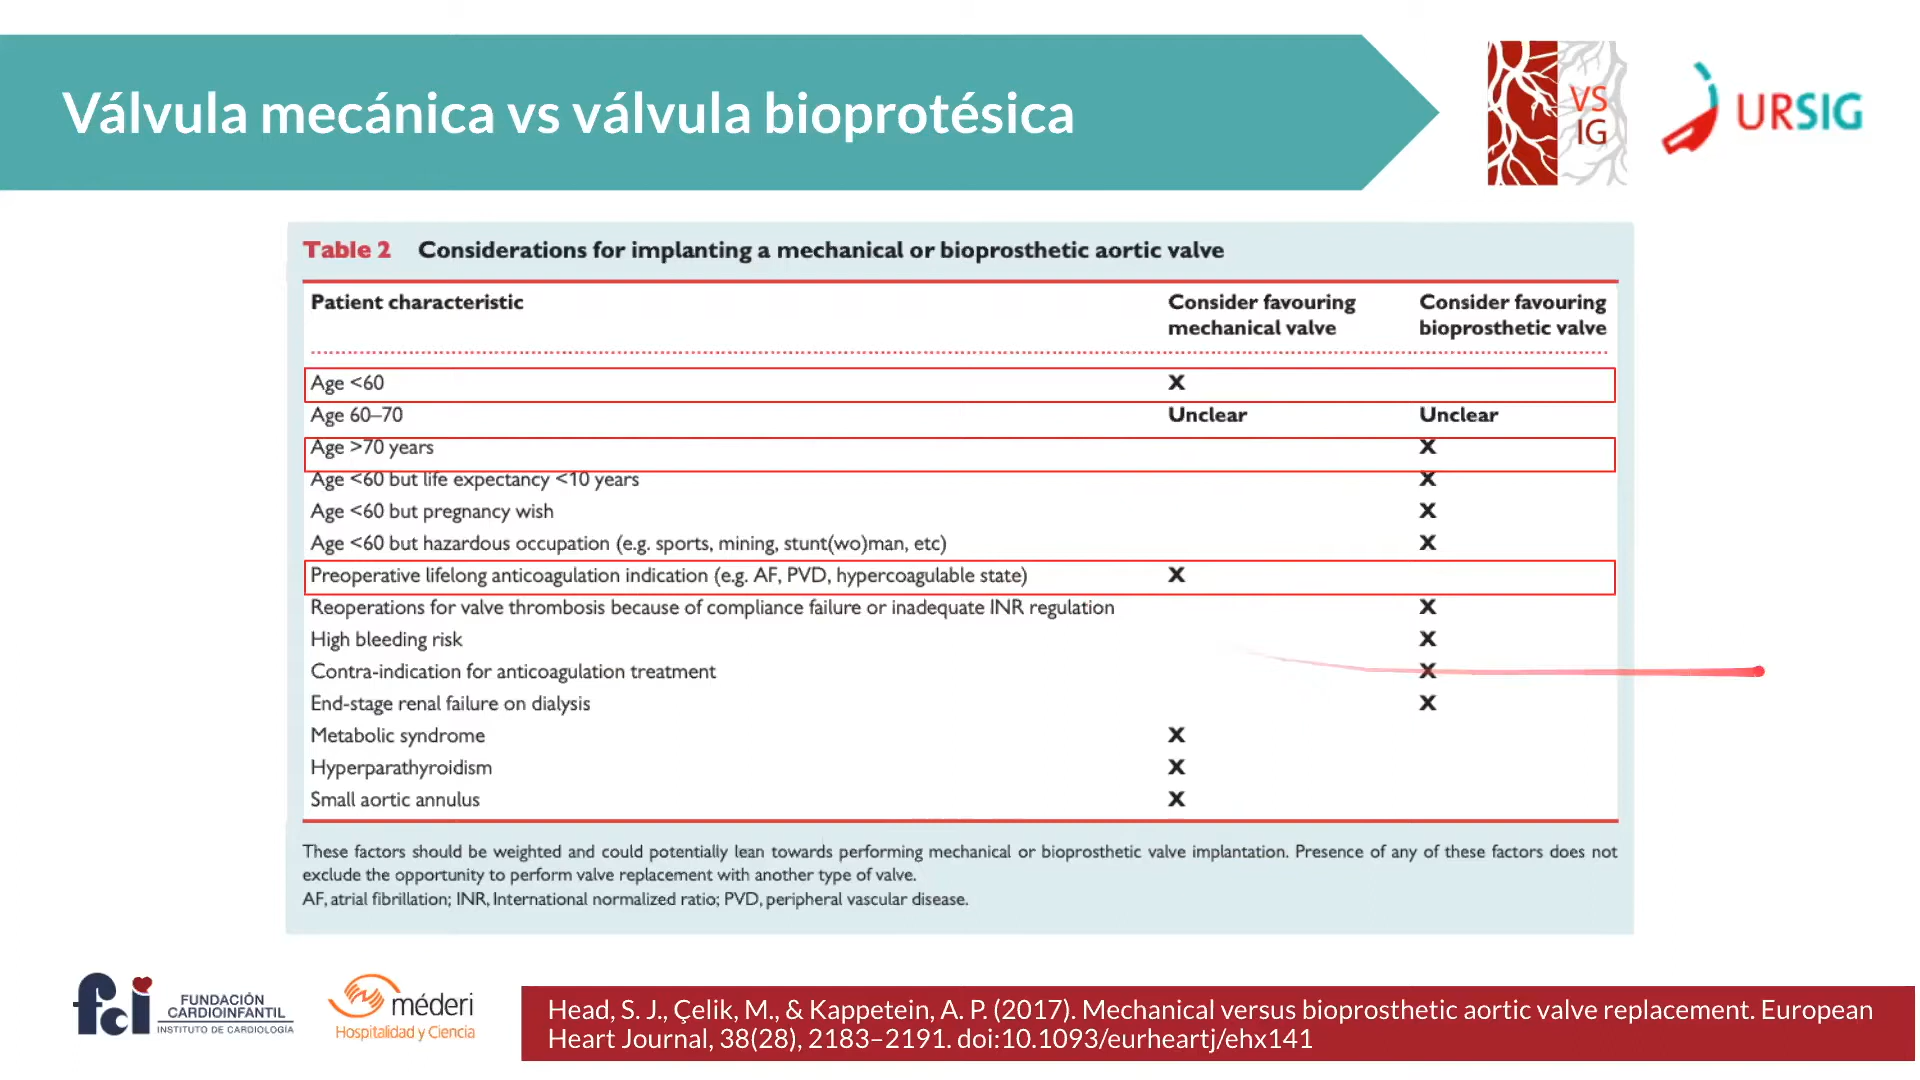 Válvula mecánica vs válvula bioprotésica
VS
IG
URSIG
Table 2 Considerations for implanting a mechanical or bioprosthetic aortic valve
Patient characteristic Consider favouring mechanical valve Consider favouring bioprosthetic valve
Age <60 X
Age 60–70 Unclear Unclear
Age >70 years X
Age <60 but life expectancy <10 years X
Age <60 but pregnancy wish X
Age <60 but hazardous occupation (e.g. sports, mining, stunt(wo)man, etc) X
Preoperative lifelong anticoagulation indication (e.g. AF, PVD, hypercoagulable state) X
Reoperations for valve thrombosis because of compliance failure or inadequate INR regulation X
High bleeding risk X
Contra-indication for anticoagulation treatment X
End-stage renal failure on dialysis X
Metabolic syndrome X
Hyperparathyroidism X
Small aortic annulus X
These factors should be weighted and could potentially lean towards performing mechanical or bioprosthetic valve implantation. Presence of any of these factors does not
exclude the opportunity to perform valve replacement with another type of valve.
AF, atrial fibrillation; INR, International normalized ratio; PVD, peripheral vascular disease.
fci
FUNDACIÓN
CARDIOINFANTIL
INSTITUTO DE CARDIOLOGÍA
méderi
Hospitalidad y Ciencia
Head, S. J., Çelik, M., & Kappetein, A. P. (2017). Mechanical versus bioprosthetic aortic valve replacement. European
Heart Journal, 38(28), 2183–2191. doi:10.1093/eurheartj/ehx141